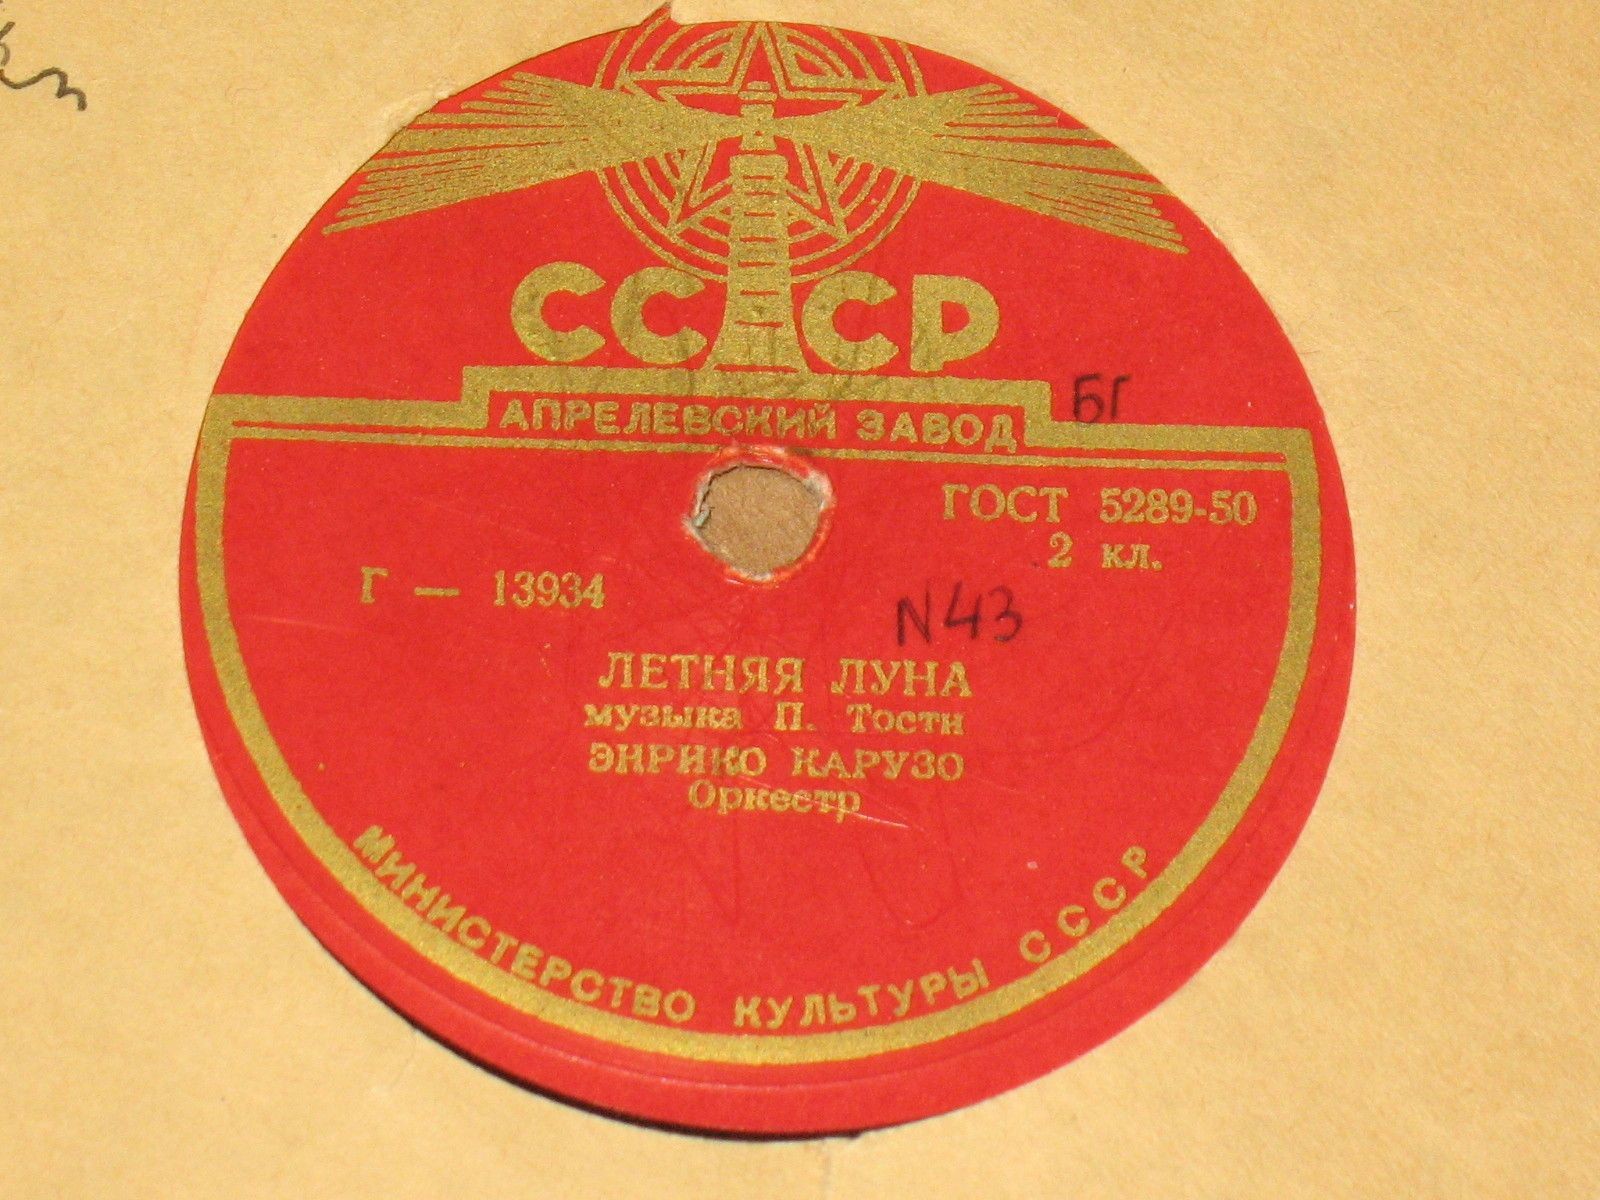 СССР
АПРЕЛЕВСКИЙ ЗАВОД
БГ
ГОСТ 5289-50
2 кл.
Г — 13934
N43
ЛЕТНЯЯ ЛУНА
музыка П. Тости
ЭНРИКО КАРУЗО
Оркестр
МИНИСТЕРСТВО КУЛЬТУРЫ СССР